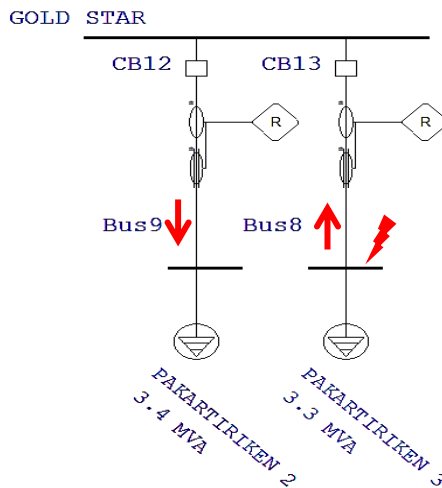 GOLD STAR
CB12
CB13
R
R
Bus9
Bus8
PAKARTIRIKEN 2
3.4 MVA
PAKARTIRIKEN 3
3.3 MVA